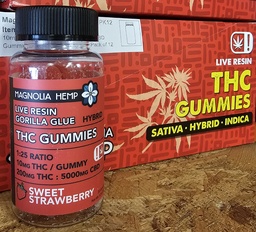 MAGNOLIA HEMP
LIVE RESIN
GORILLA GLUE HYBRID
THC GUMMIES
1:25 RATIO
10MG THC / GUMMY
200MG THC : 5000MG CBD
SWEET
STRAWBERRY
LIVE RESIN
THC
GUMMIES
SATIVA · HYBRID · INDICA